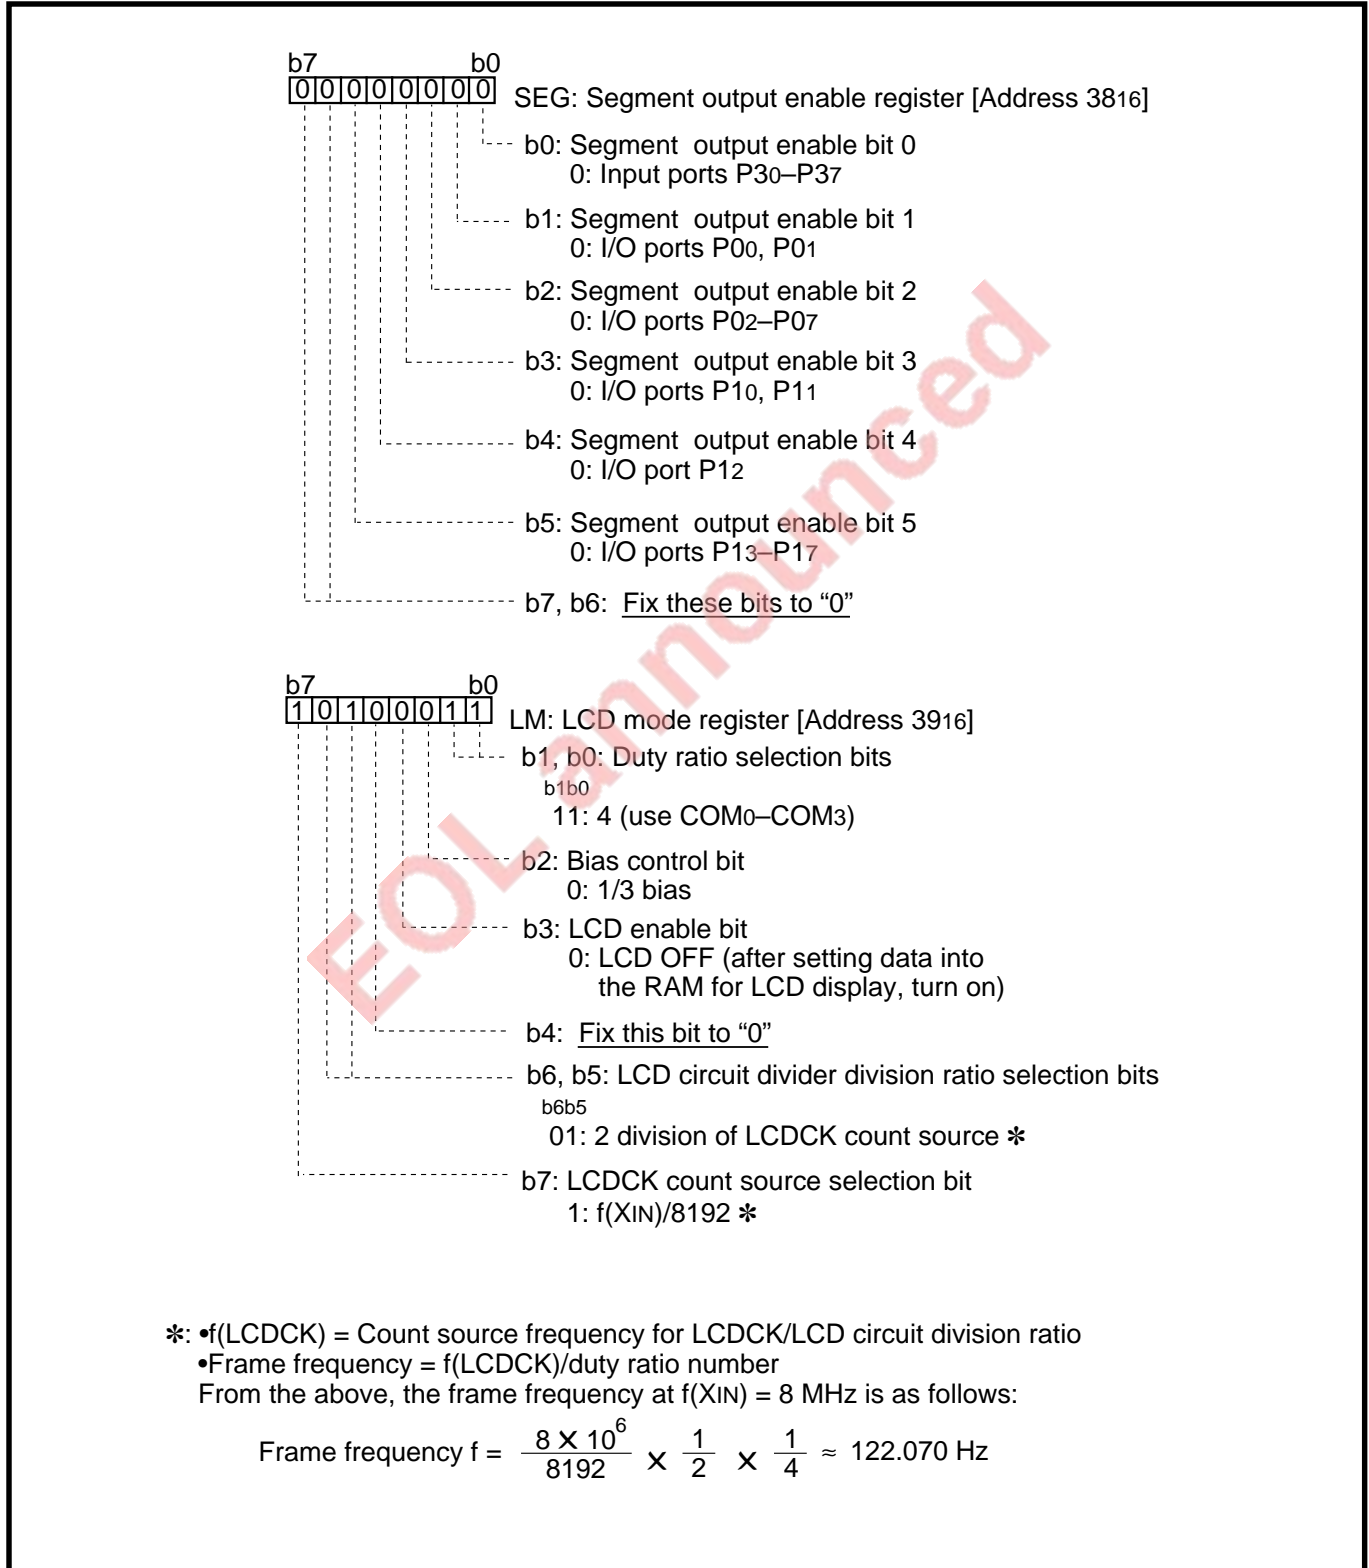 b7 b0
0 0 0 0 0 0 0 0 SEG: Segment output enable register [Address 3816]
b0: Segment output enable bit 0
0: Input ports P30–P37
b1: Segment output enable bit 1
0: I/O ports P00, P01
b2: Segment output enable bit 2
0: I/O ports P02–P07
b3: Segment output enable bit 3
0: I/O ports P10, P11
b4: Segment output enable bit 4
0: I/O port P12
b5: Segment output enable bit 5
0: I/O ports P13–P17
b7, b6: Fix these bits to “0”
b7 b0
1 0 1 0 0 0 1 1 LM: LCD mode register [Address 3916]
b1, b0: Duty ratio selection bits
b1b0
11: 4 (use COM0–COM3)
b2: Bias control bit
0: 1/3 bias
b3: LCD enable bit
0: LCD OFF (after setting data into
the RAM for LCD display, turn on)
b4: Fix this bit to “0”
b6, b5: LCD circuit divider division ratio selection bits
b6b5
01: 2 division of LCDCK count source ✽
b7: LCDCK count source selection bit
1: f(XIN)/8192 ✽
✽: •f(LCDCK) = Count source frequency for LCDCK/LCD circuit division ratio
•Frame frequency = f(LCDCK)/duty ratio number
From the above, the frame frequency at f(XIN) = 8 MHz is as follows:
Frame frequency f = 8 × 10^6 / 8192 × 1/2 × 1/4 ≈ 122.070 Hz
EOL announced